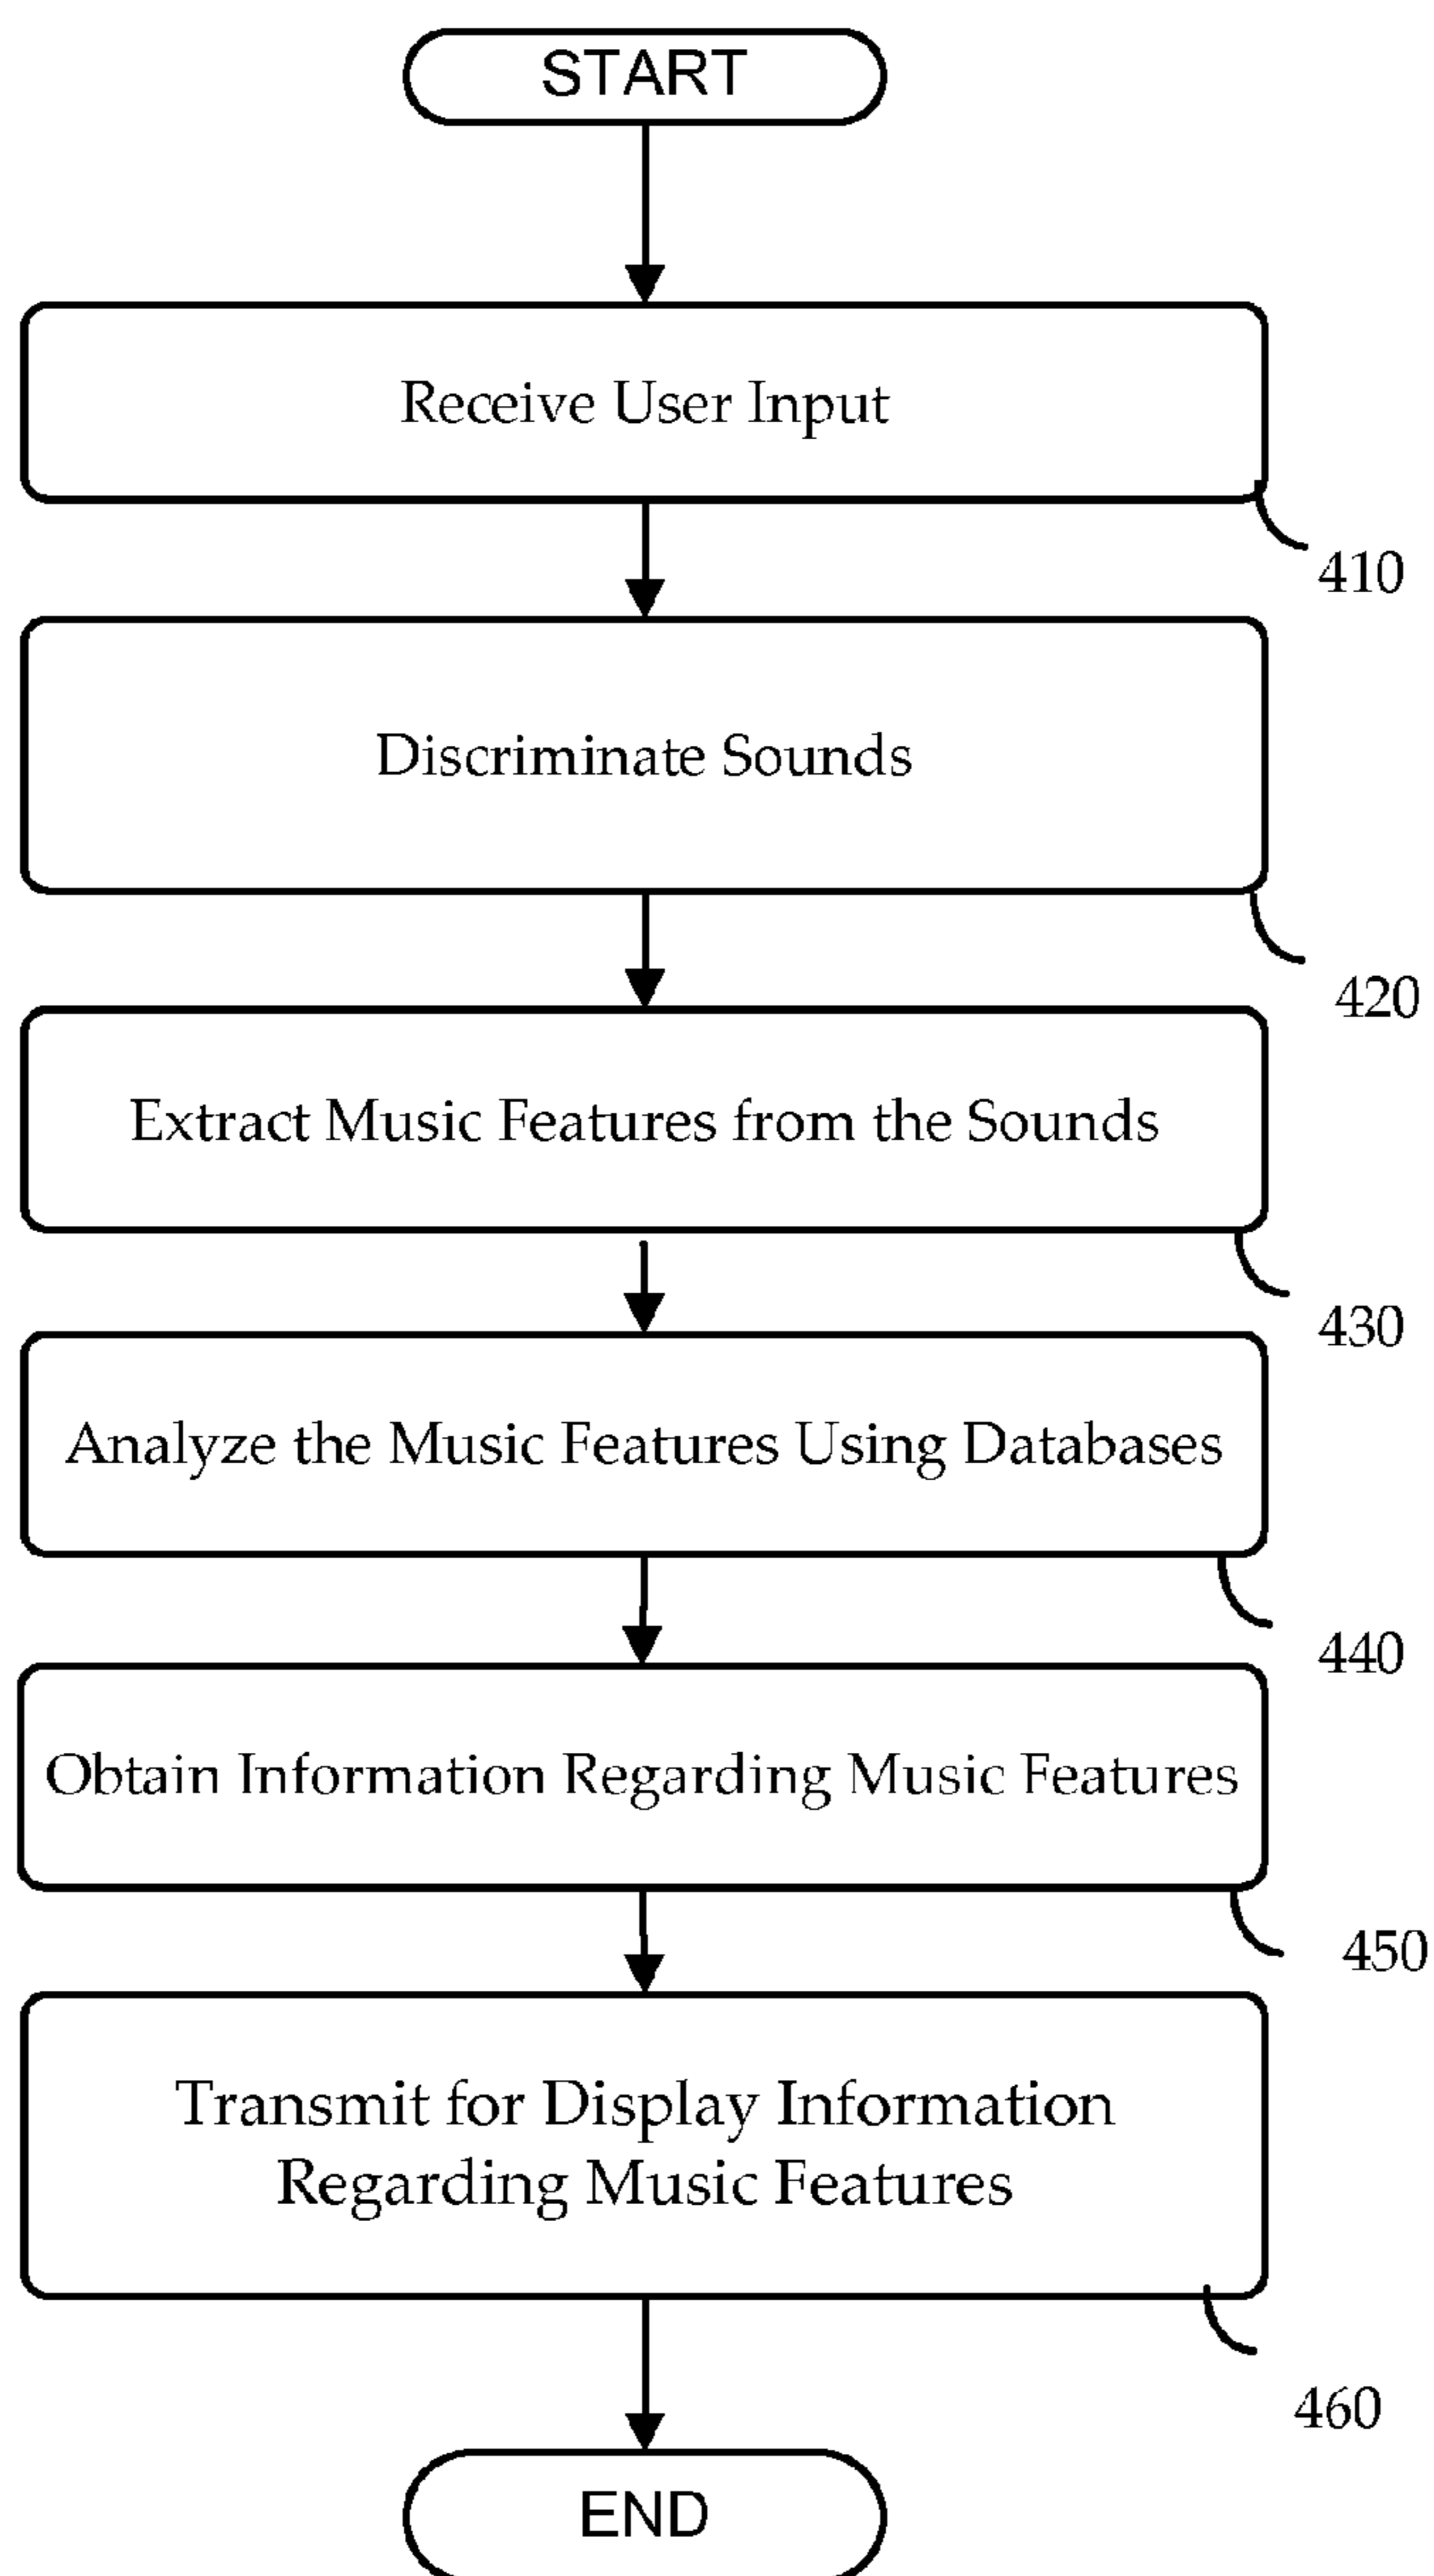 START
Receive User Input
410
Discriminate Sounds
420
Extract Music Features from the Sounds
430
Analyze the Music Features Using Databases
440
Obtain Information Regarding Music Features
450
Transmit for Display Information
Regarding Music Features
460
END